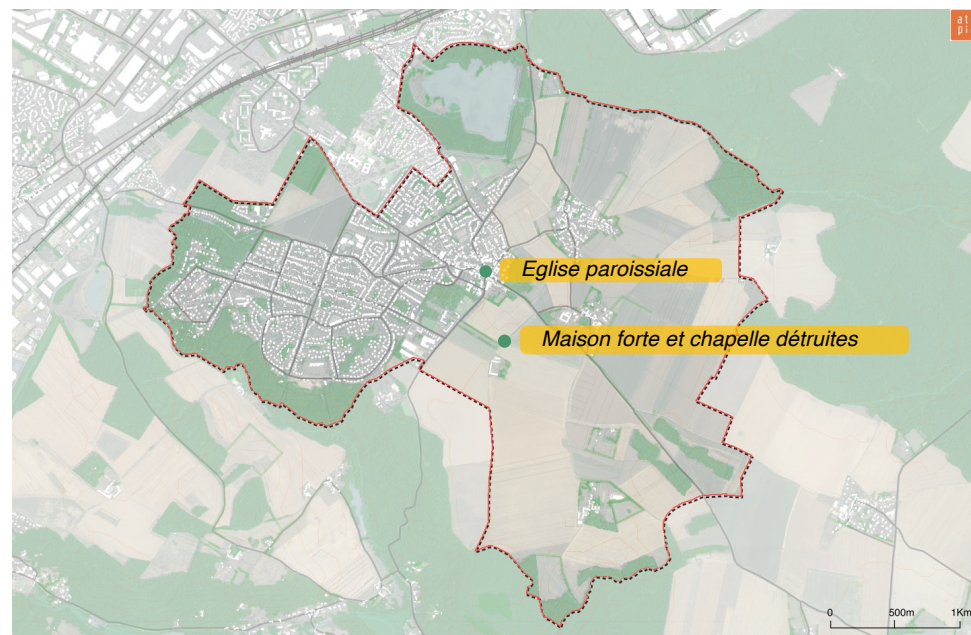 at
pi
Eglise paroissiale
Maison forte et chapelle détruites
0 500m 1Km